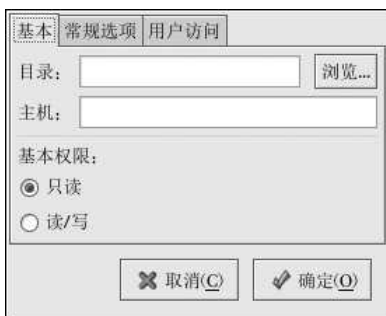 基本 常规选项 用户访问
目录： 浏览...
主机：
基本权限：
只读
读/写
取消(C) 确定(O)